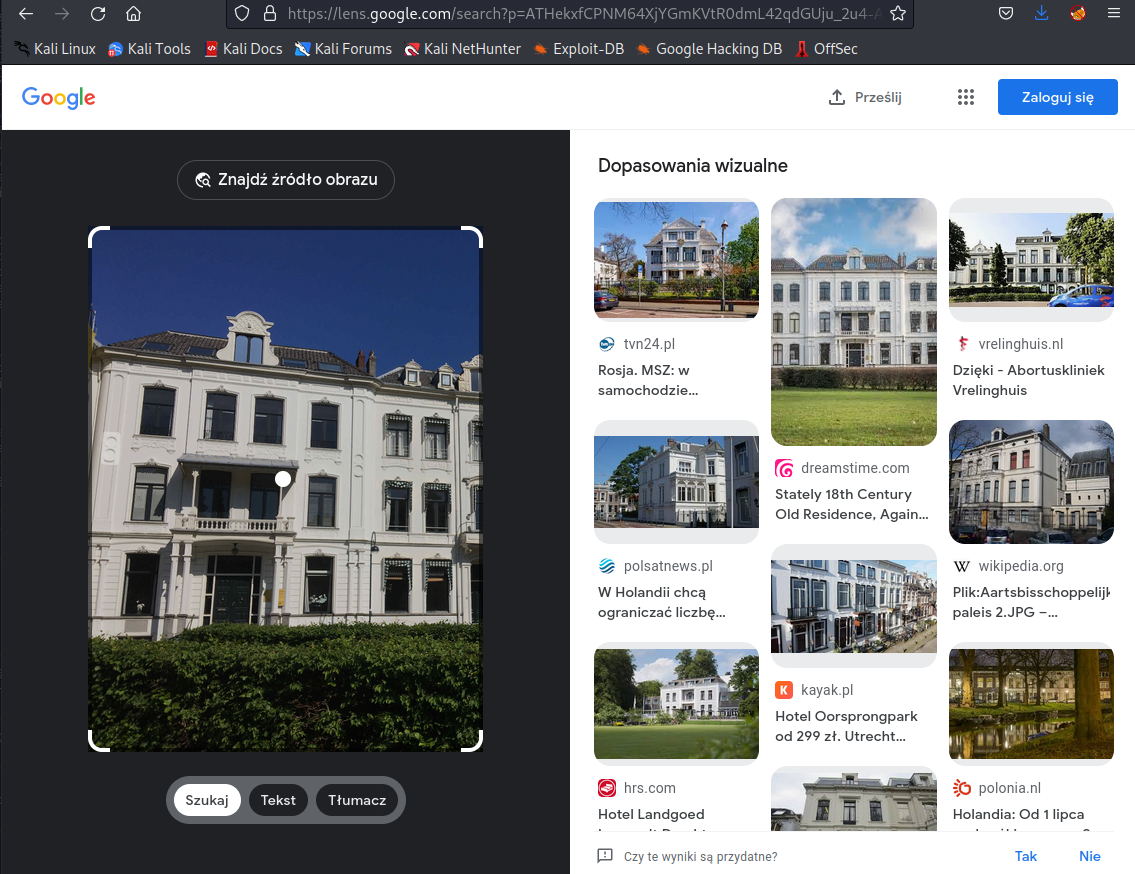 https://lens.google.com/search?p=ATHekxfCPNM64XjYGmKVtR0dmL42qdGUju_2u4-A
Kali Linux Kali Tools Kali Docs Kali Forums Kali NetHunter Exploit-DB Google Hacking DB OffSec
Google
Prześlij
Zaloguj się
Znajdź źródło obrazu
Szukaj
Tekst
Tłumacz
Dopasowania wizualne
tvn24.pl
Rosja. MSZ: w
samochodzie...
dreamstime.com
Stately 18th Century
Old Residence, Again...
vrelinghuis.nl
Dzięki - Abortuskliniek
Vrelinghuis
polsatnews.pl
W Holandii chcą
ograniczać liczbę...
kayak.pl
Hotel Oorsprongpark
od 299 zł. Utrecht...
wikipedia.org
Plik:Aartsbisschoppelijk
paleis 2.JPG –...
hrs.com
Hotel Landgoed
polonia.nl
Holandia: Od 1 lipca
Czy te wyniki są przydatne?
Tak
Nie